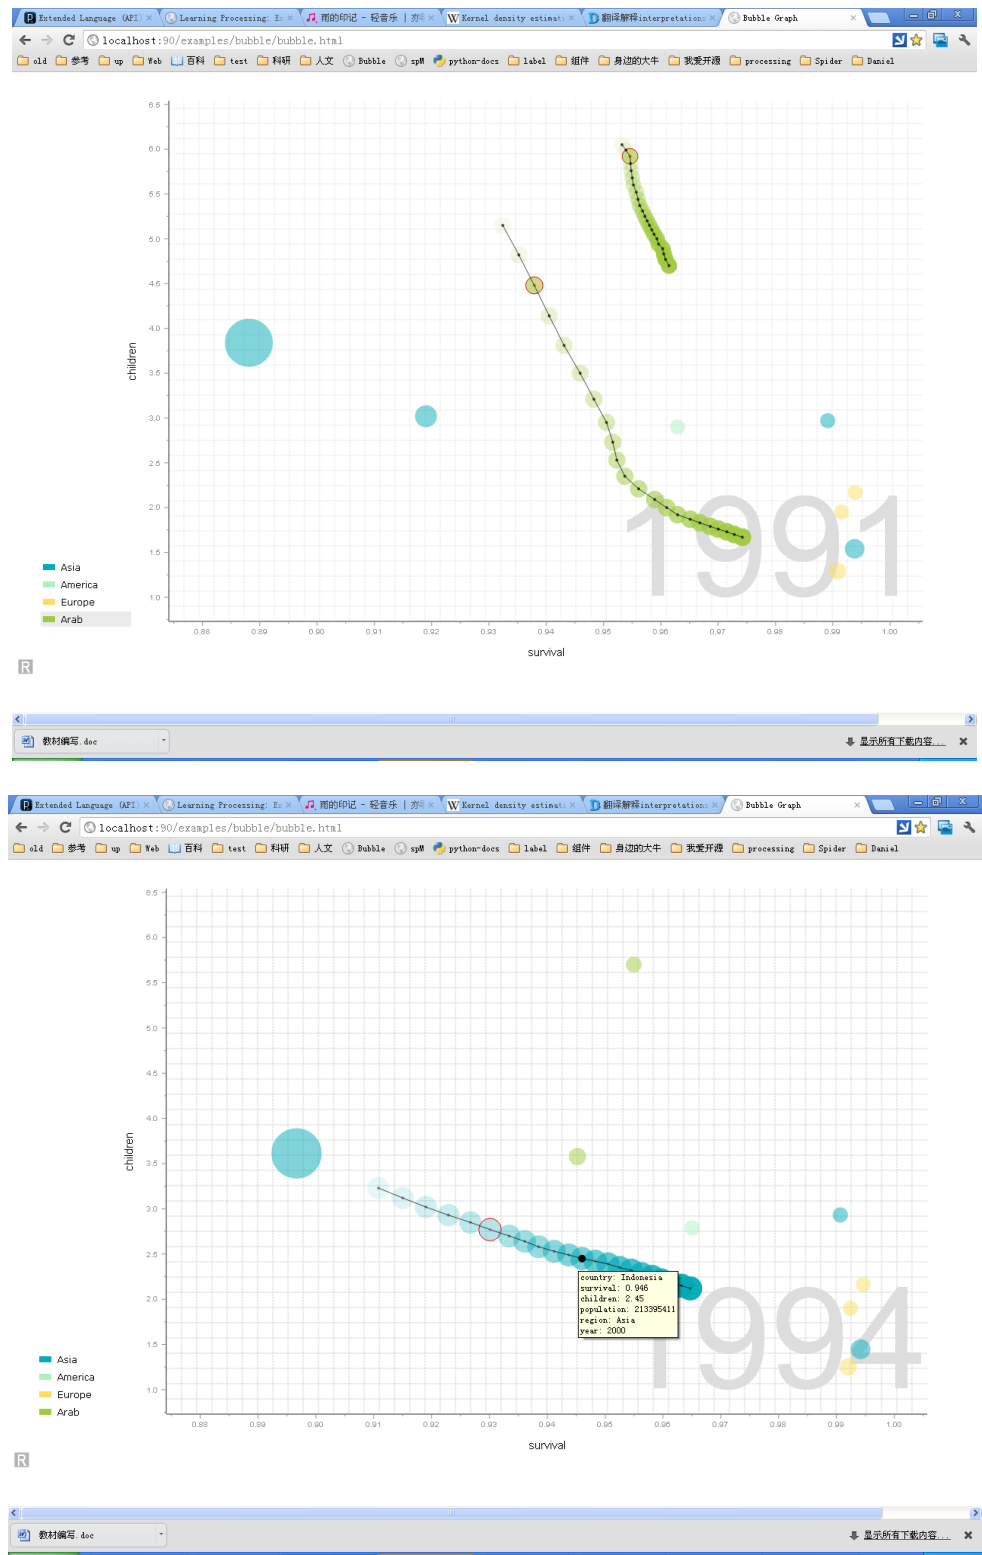 Extended Language (API)
Learning Processing: Ex
雨的印记 - 轻音乐 | 亦
Kernel density estimati
翻译解释interpretation
Bubble Graph
localhost:90/examples/bubble/bubble.html
old 参考 up Web 百科 test 科研 人文 Bubble spM python-docs label 组件 身边的大牛 我爱开源 processing Spider Daniel
6.5
6.0
5.5
5.0
4.5
4.0
3.5
3.0
2.5
2.0
1.5
1.0
children
1991
Asia
America
Europe
Arab
0.88 0.89 0.90 0.91 0.92 0.93 0.94 0.95 0.96 0.97 0.98 0.99 1.00
survival
R
教材编写.doc
显示所有下载内容...
Extended Language (API)
Learning Processing: Ex
雨的印记 - 轻音乐 | 亦
Kernel density estimati
翻译解释interpretation
Bubble Graph
localhost:90/examples/bubble/bubble.html
old 参考 up Web 百科 test 科研 人文 Bubble spM python-docs label 组件 身边的大牛 我爱开源 processing Spider Daniel
6.5
6.0
5.5
5.0
4.5
4.0
3.5
3.0
2.5
2.0
1.5
1.0
children
country: Indonesia
survival: 0.946
children: 2.45
population: 213395411
region: Asia
year: 2000
1994
Asia
America
Europe
Arab
0.88 0.89 0.90 0.91 0.92 0.93 0.94 0.95 0.96 0.97 0.98 0.99 1.00
survival
R
教材编写.doc
显示所有下载内容...